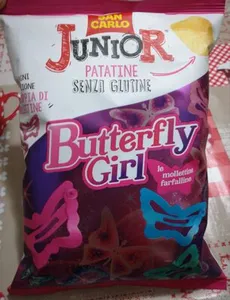 SAN CARLO
JUNIOR
PATATINE
SENZA GLUTINE
Butterfly
Girl
le mollettine
farfalline